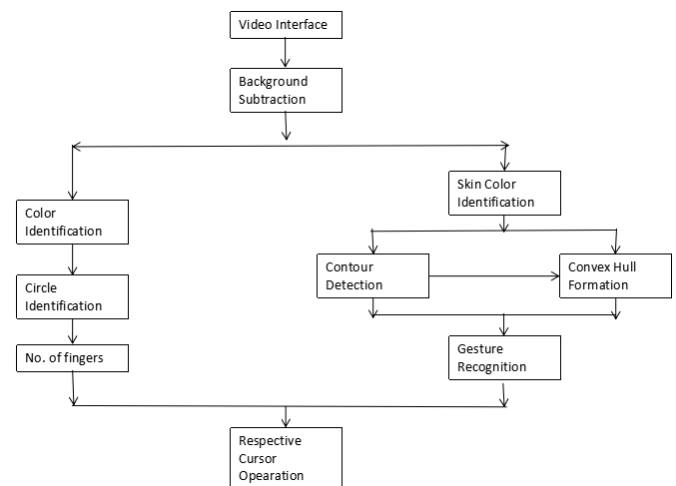 Video Interface
Background
Subtraction
Skin Color
Identification
Color
Identification
Contour
Detection
Convex Hull
Formation
Circle
Identification
No. of fingers
Gesture
Recognition
Respective
Cursor
Opearation